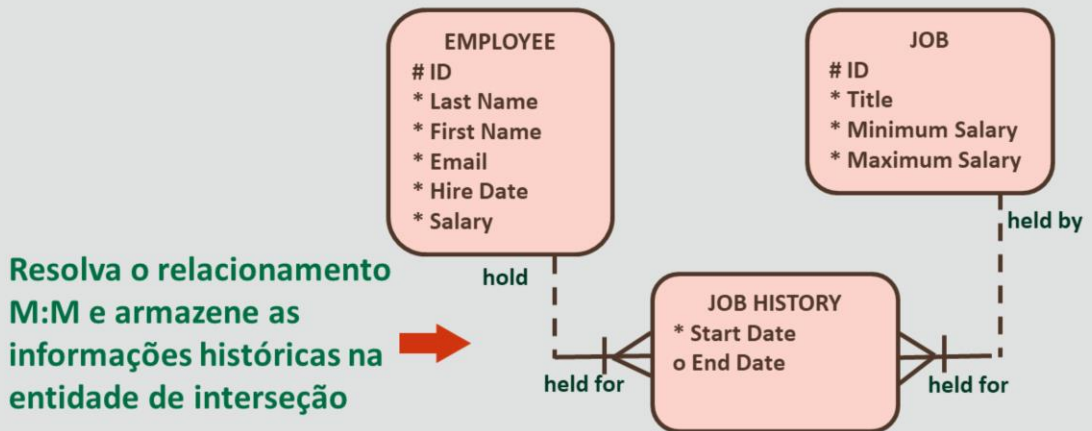 EMPLOYEE
# ID
* Last Name
* First Name
* Email
* Hire Date
* Salary
JOB
# ID
* Title
* Minimum Salary
* Maximum Salary
held by
hold
Resolva o relacionamento
M:M e armazene as
informações históricas na
entidade de interseção
JOB HISTORY
* Start Date
o End Date
held for
held for